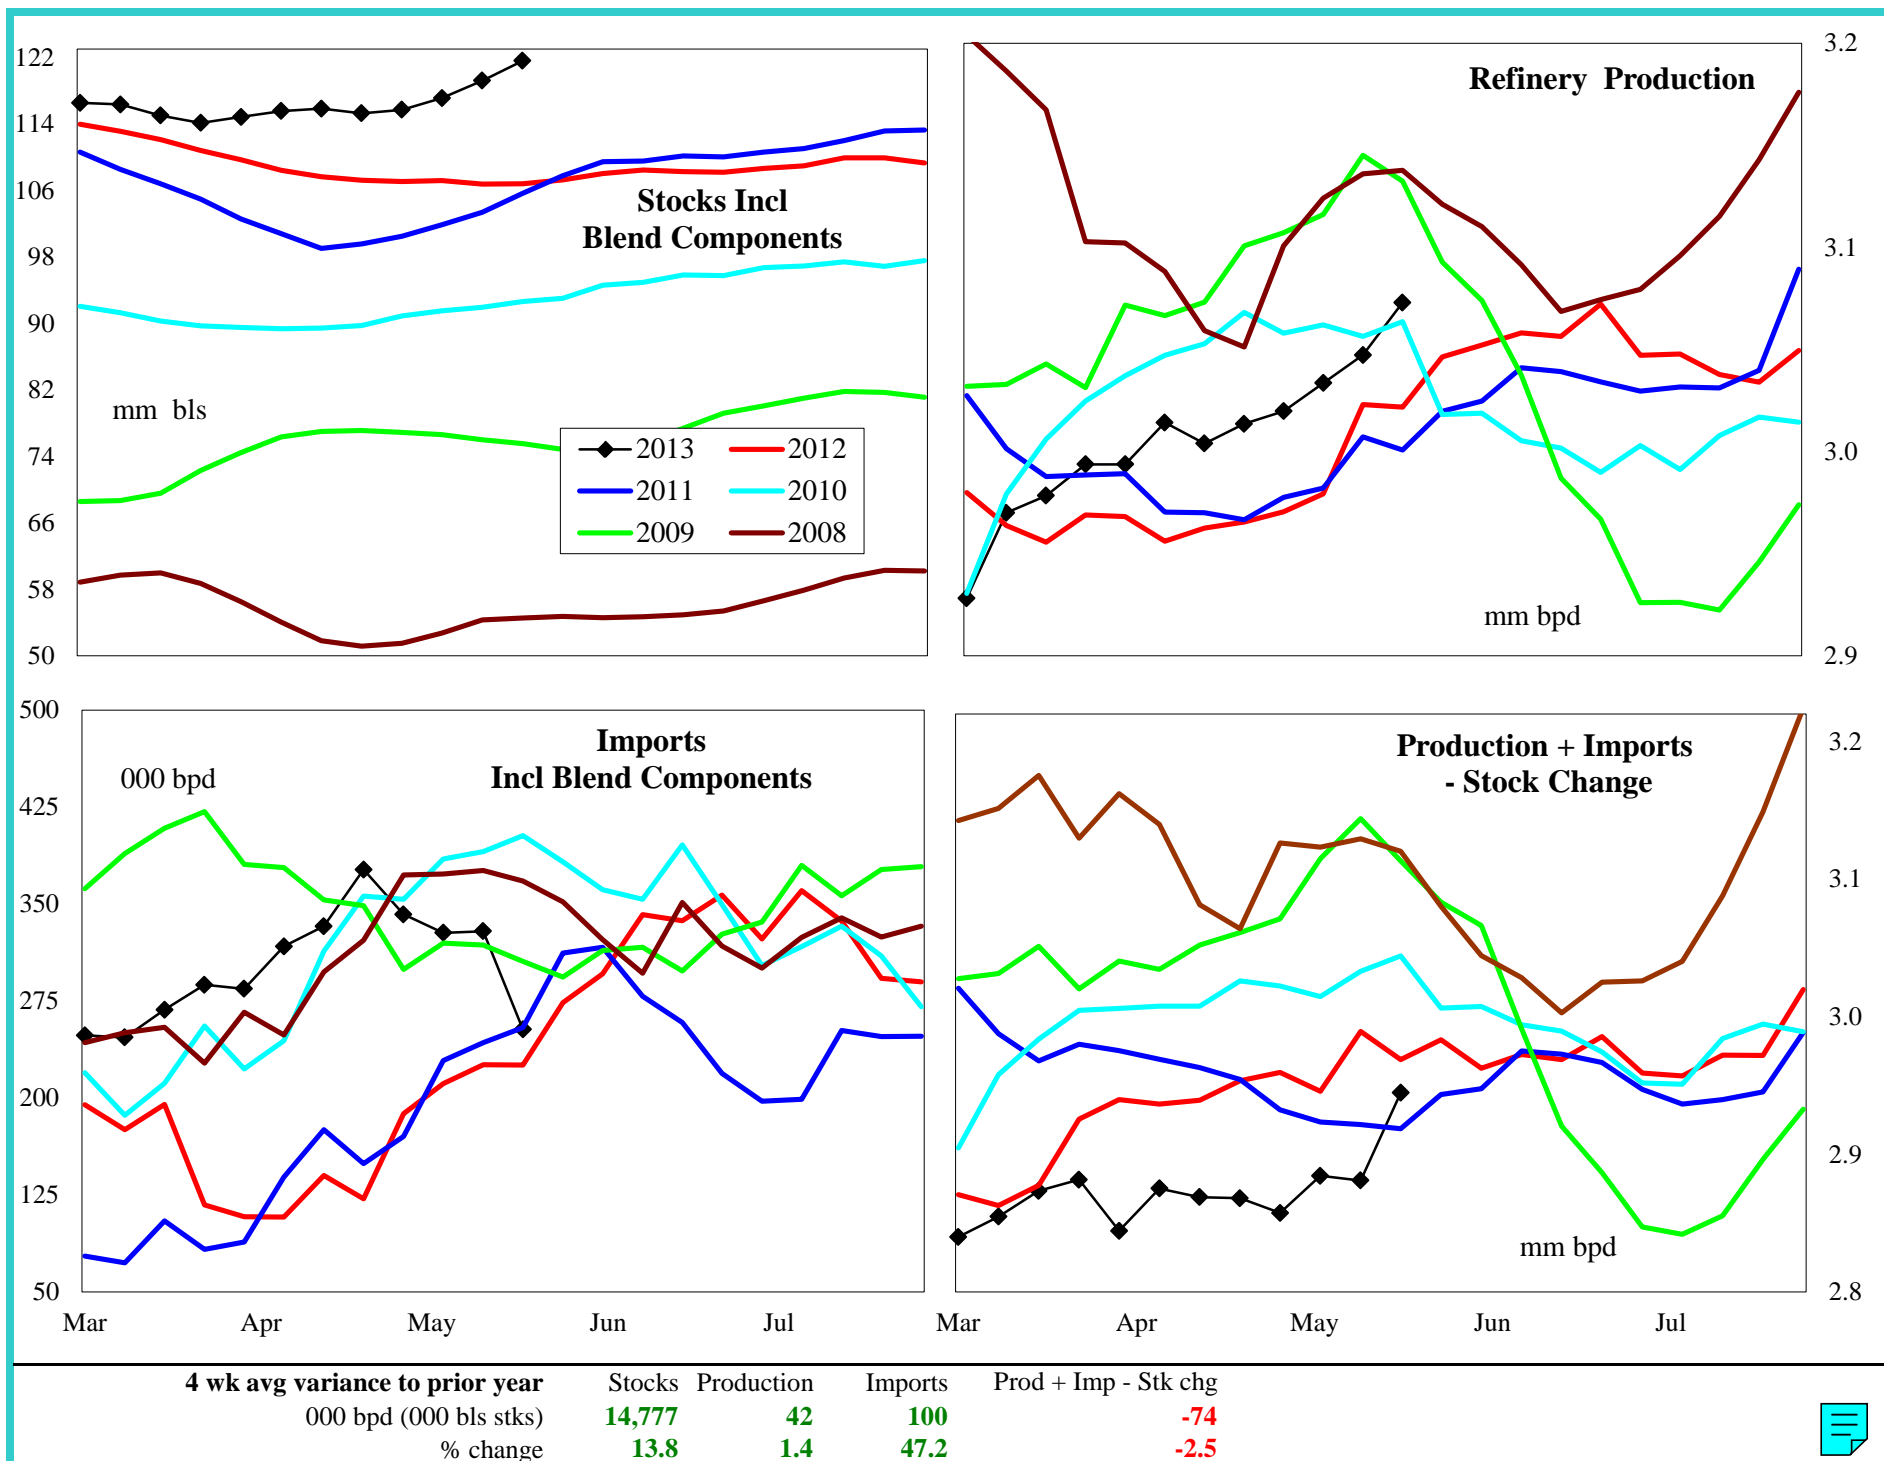 122
114
106
98
90
82
74
66
58
50
Stocks Incl
Blend Components
mm bls
2013 2012
2011 2010
2009 2008
Refinery Production
mm bpd
3.2
3.1
3.0
2.9
500
425
350
275
200
125
50
000 bpd
Imports
Incl Blend Components
Mar Apr May Jun Jul
Production + Imports
- Stock Change
mm bpd
3.2
3.1
3.0
2.9
2.8
Mar Apr May Jun Jul
4 wk avg variance to prior year Stocks Production Imports Prod + Imp - Stk chg
000 bpd (000 bls stks) 14,777 42 100 -74
% change 13.8 1.4 47.2 -2.5